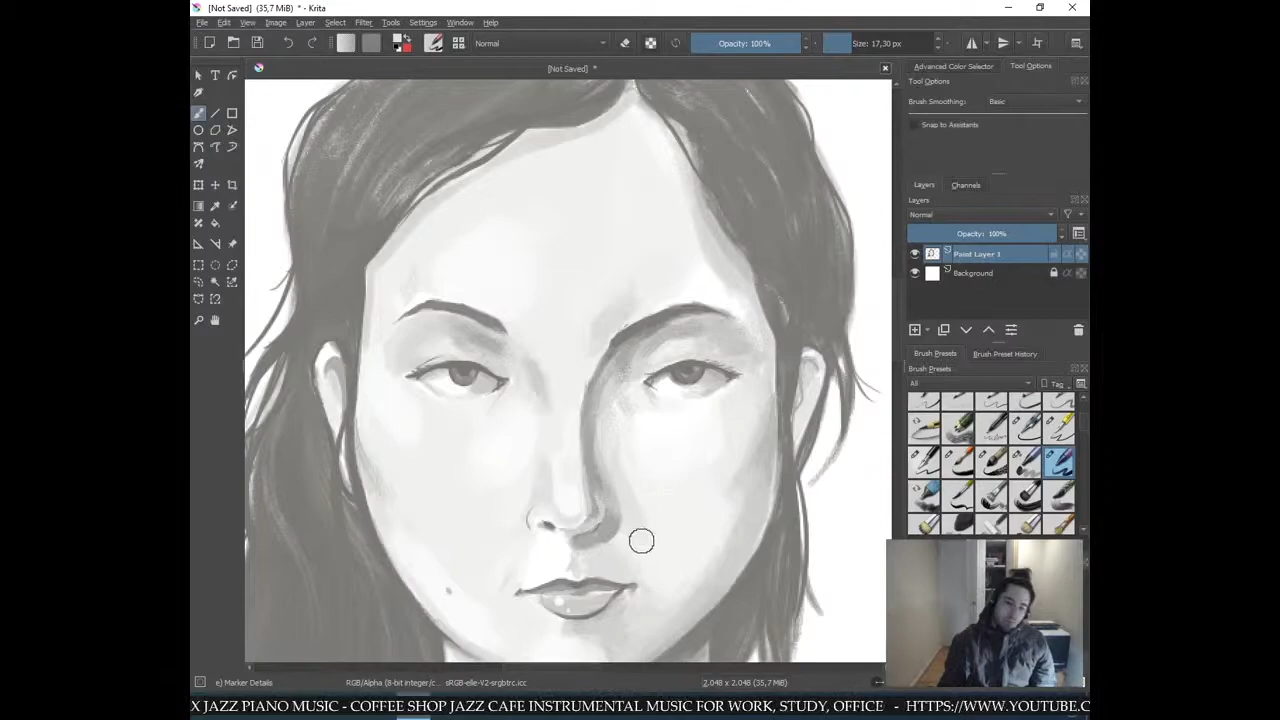 [Not Saved] (35,7 MiB) * - Krita
File Edit View Image Layer Select Filter Tools Settings Window Help
Normal
Opacity: 100%
Size: 17,30 px
[Not Saved] *
Advanced Color Selector
Tool Options
Tool Options
Brush Smoothing:
Basic
Snap to Assistants
Layers
Channels
Layers
Normal
Opacity: 100%
Paint Layer 1
Background
Brush Presets
Brush Preset History
Brush Presets
All
Tag
e) Marker Details
RGB/Alpha (8-bit integer/c... sRGB-elle-V2-srgbtrc.icc
2.048 x 2.048 (35,7 MiB)
X JAZZ PIANO MUSIC - COFFEE SHOP JAZZ CAFE INSTRUMENTAL MUSIC FOR WORK, STUDY, OFFICE - HTTPS://WWW.YOUTUBE.C